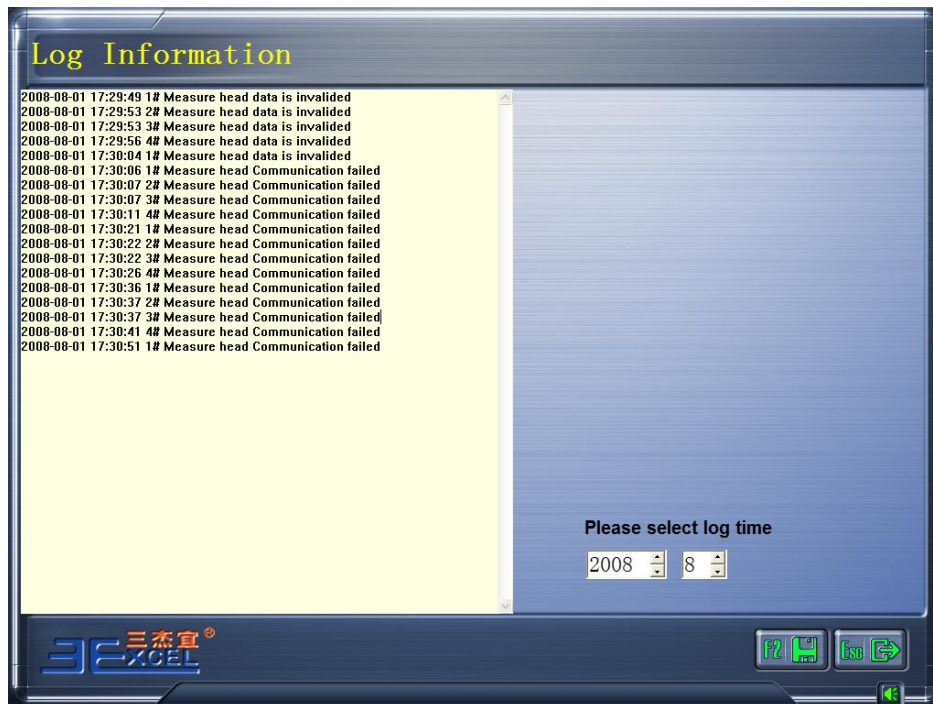 Log Information
2008-08-01 17:29:49 1# Measure head data is invalided
2008-08-01 17:29:53 2# Measure head data is invalided
2008-08-01 17:29:53 3# Measure head data is invalided
2008-08-01 17:29:56 4# Measure head data is invalided
2008-08-01 17:30:04 1# Measure head data is invalided
2008-08-01 17:30:06 1# Measure head Communication failed
2008-08-01 17:30:07 2# Measure head Communication failed
2008-08-01 17:30:07 3# Measure head Communication failed
2008-08-01 17:30:11 4# Measure head Communication failed
2008-08-01 17:30:21 1# Measure head Communication failed
2008-08-01 17:30:22 2# Measure head Communication failed
2008-08-01 17:30:22 3# Measure head Communication failed
2008-08-01 17:30:26 4# Measure head Communication failed
2008-08-01 17:30:36 1# Measure head Communication failed
2008-08-01 17:30:37 2# Measure head Communication failed
2008-08-01 17:30:37 3# Measure head Communication failed
2008-08-01 17:30:41 4# Measure head Communication failed
2008-08-01 17:30:51 1# Measure head Communication failed
Please select log time
2008 8
三杰宜®
3EXCEL
F2 Esc